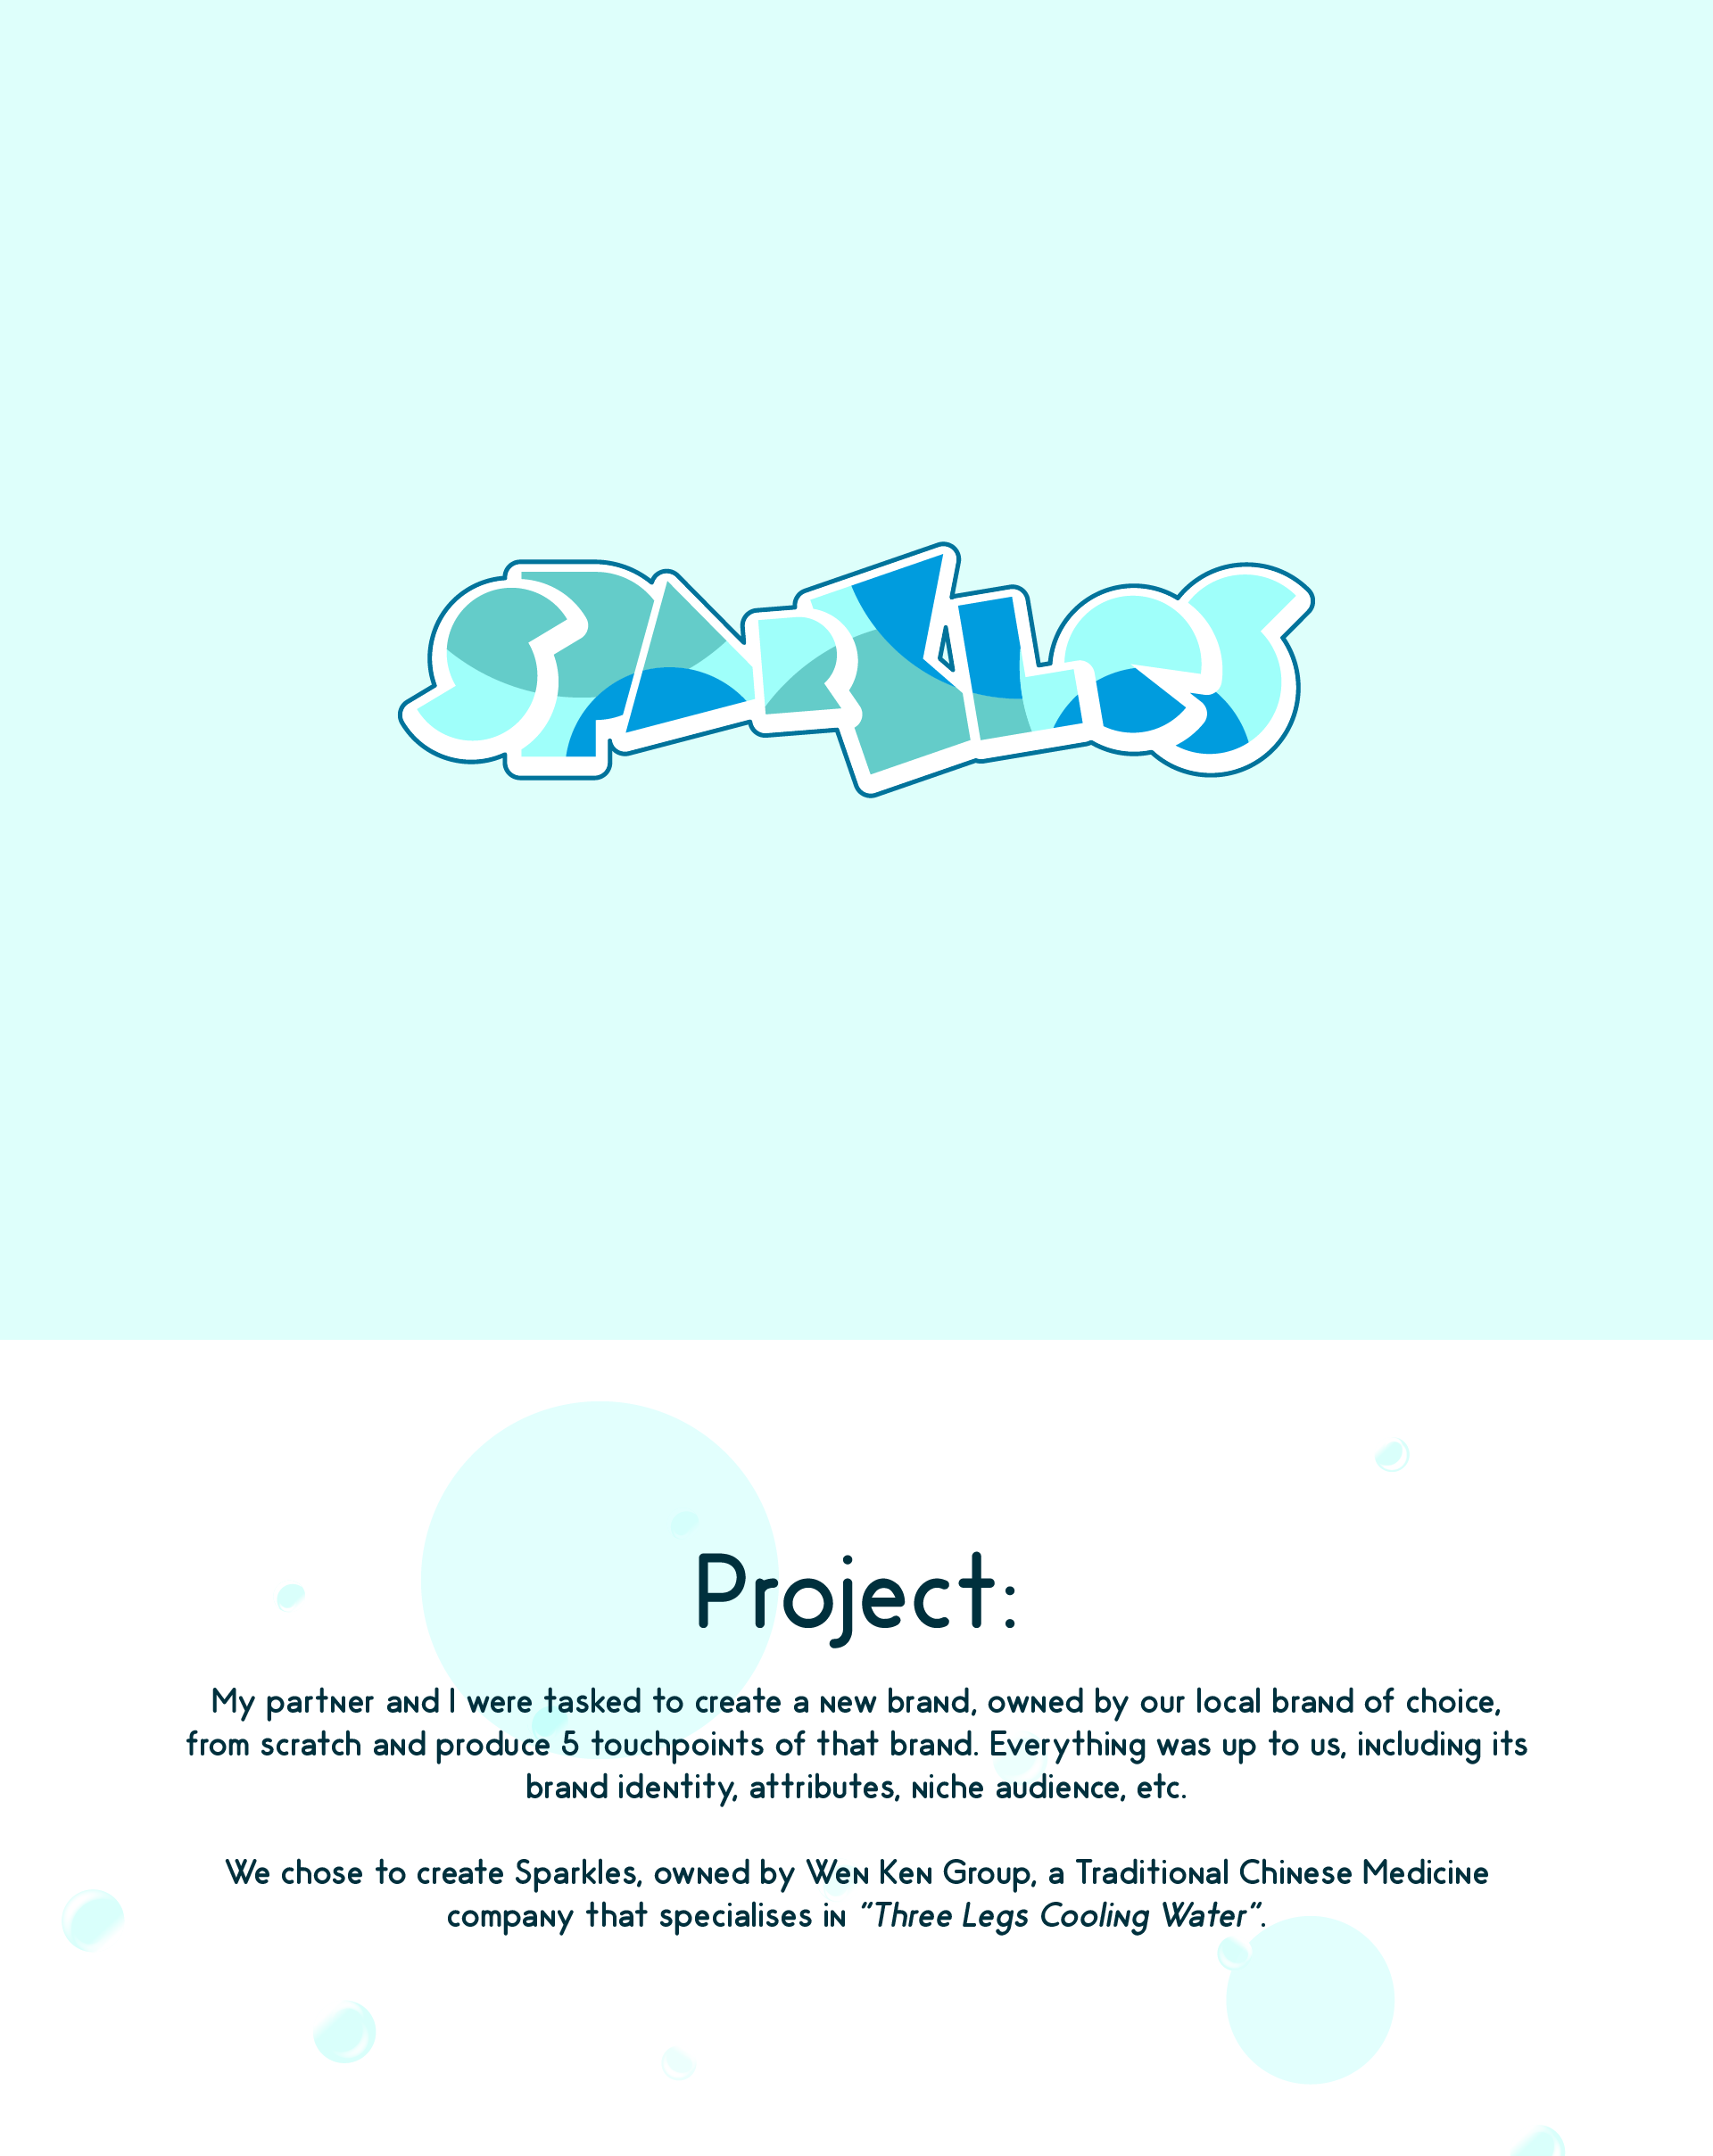 SPARKLES
Project:
My partner and I were tasked to create a new brand, owned by our local brand of choice,
from scratch and produce 5 touchpoints of that brand. Everything was up to us, including its
brand identity, attributes, niche audience, etc.
We chose to create Sparkles, owned by Wen Ken Group, a Traditional Chinese Medicine
company that specialises in "Three Legs Cooling Water".